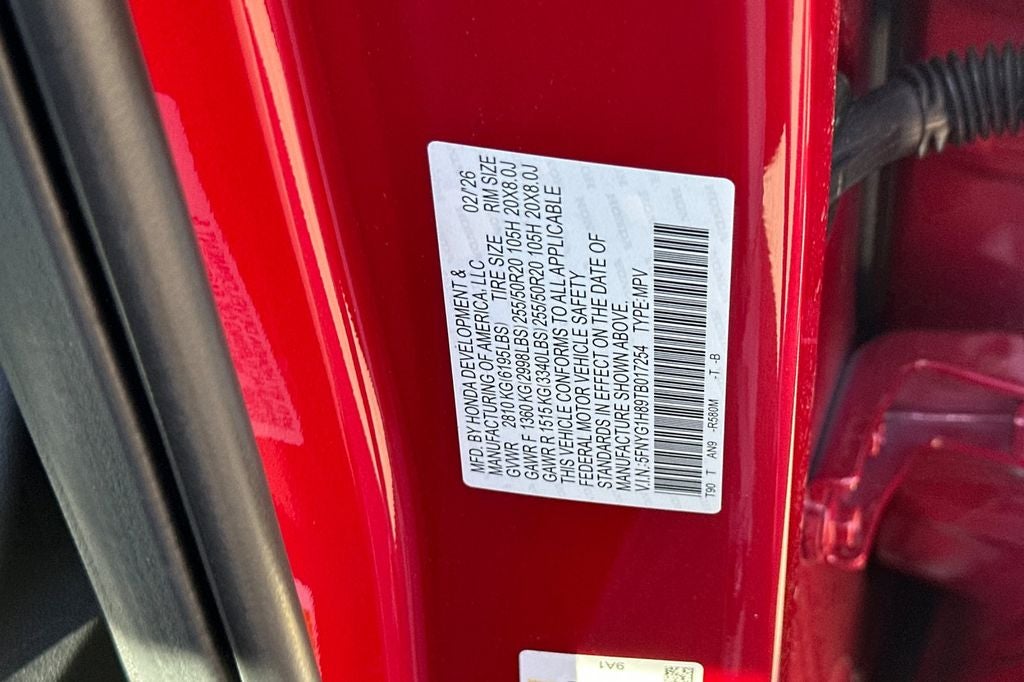 MFD. BY HONDA DEVELOPMENT & 02/'26
MANUFACTURING OF AMERICA, LLC
GVWR 2810 KG(6195LBS) TIRE SIZE RIM SIZE
GAWR F 1360 KG(2998LBS) 255/50R20 105H 20X8.0J
GAWR R 1515 KG(3340LBS) 255/50R20 105H 20X8.0J
THIS VEHICLE CONFORMS TO ALL APPLICABLE
FEDERAL MOTOR VEHICLE SAFETY
STANDARDS IN EFFECT ON THE DATE OF
MANUFACTURE SHOWN ABOVE.
V.I.N.:5FNYG1H89TB017254 TYPE:MPV
T90 T AN9 -R580M -T. -B
9A1